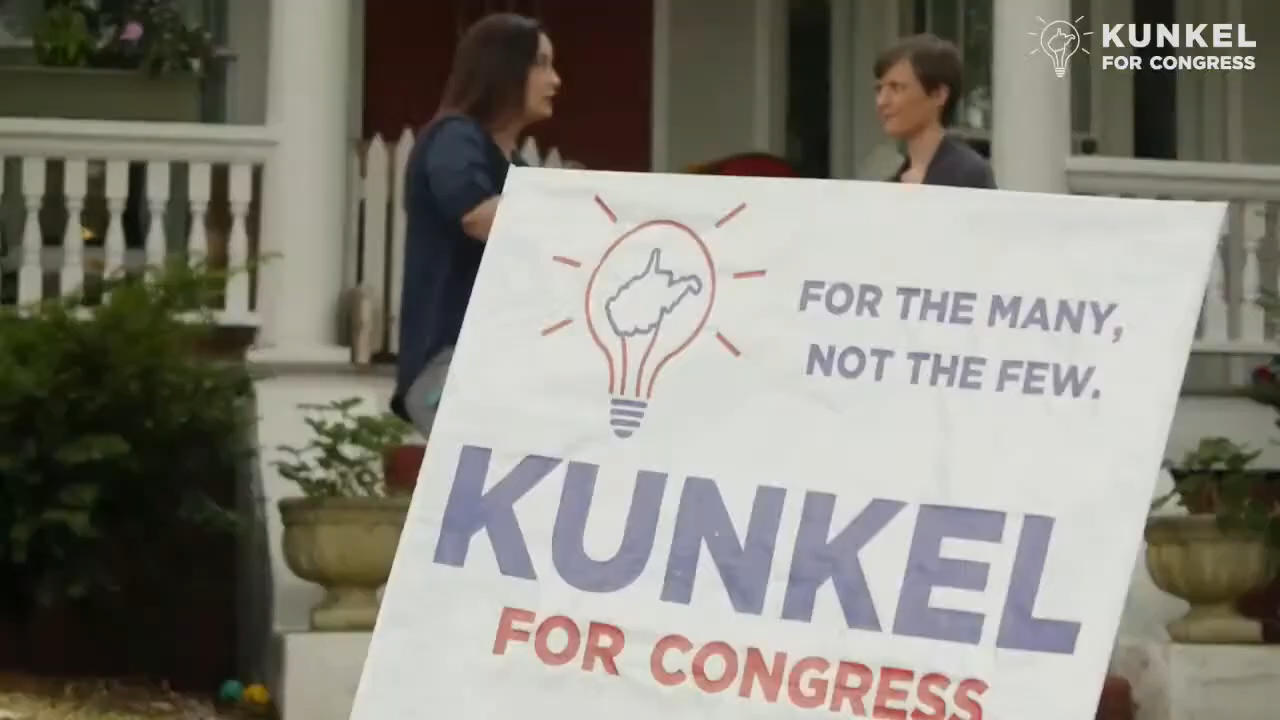 KUNKEL
FOR CONGRESS
FOR THE MANY,
NOT THE FEW.
KUNKEL
FOR CONGRESS